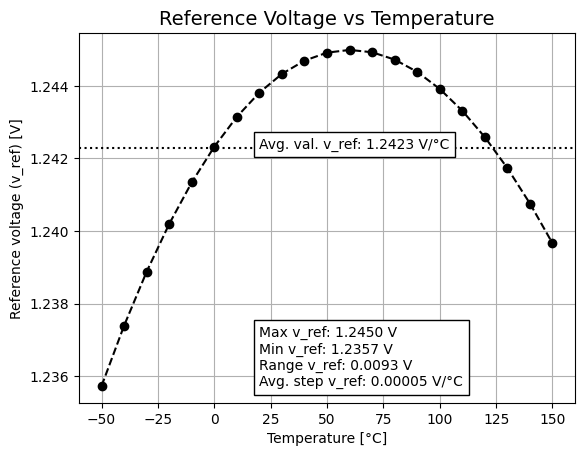 Reference Voltage vs Temperature
Reference voltage (v_ref) [V]
1.244
1.242
1.240
1.238
1.236
Avg. val. v_ref: 1.2423 V/°C
Max v_ref: 1.2450 V
Min v_ref: 1.2357 V
Range v_ref: 0.0093 V
Avg. step v_ref: 0.00005 V/°C
−50 −25 0 25 50 75 100 125 150
Temperature [°C]